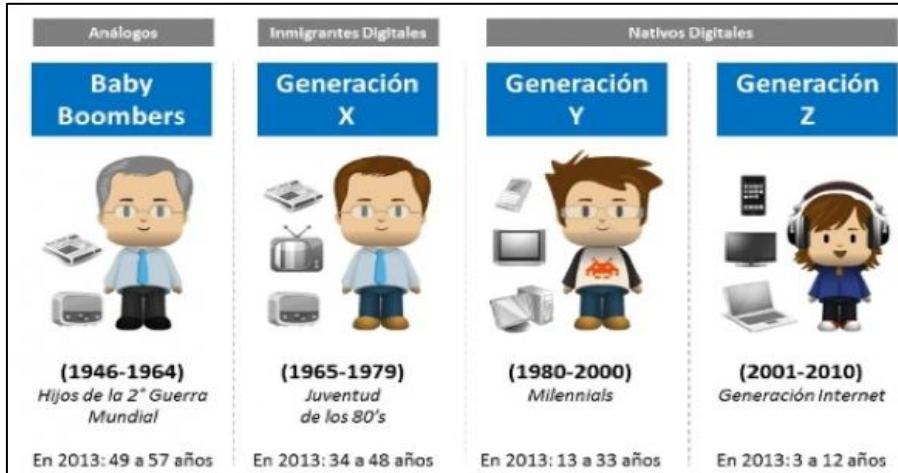 Análogos
Inmigrantes Digitales
Nativos Digitales
Baby
Boombers
Generación
X
Generación
Y
Generación
Z
(1946-1964)
Hijos de la 2° Guerra
Mundial
(1965-1979)
Juventud
de los 80's
(1980-2000)
Milennials
(2001-2010)
Generación Internet
En 2013: 49 a 57 años
En 2013: 34 a 48 años
En 2013: 13 a 33 años
En 2013: 3 a 12 años